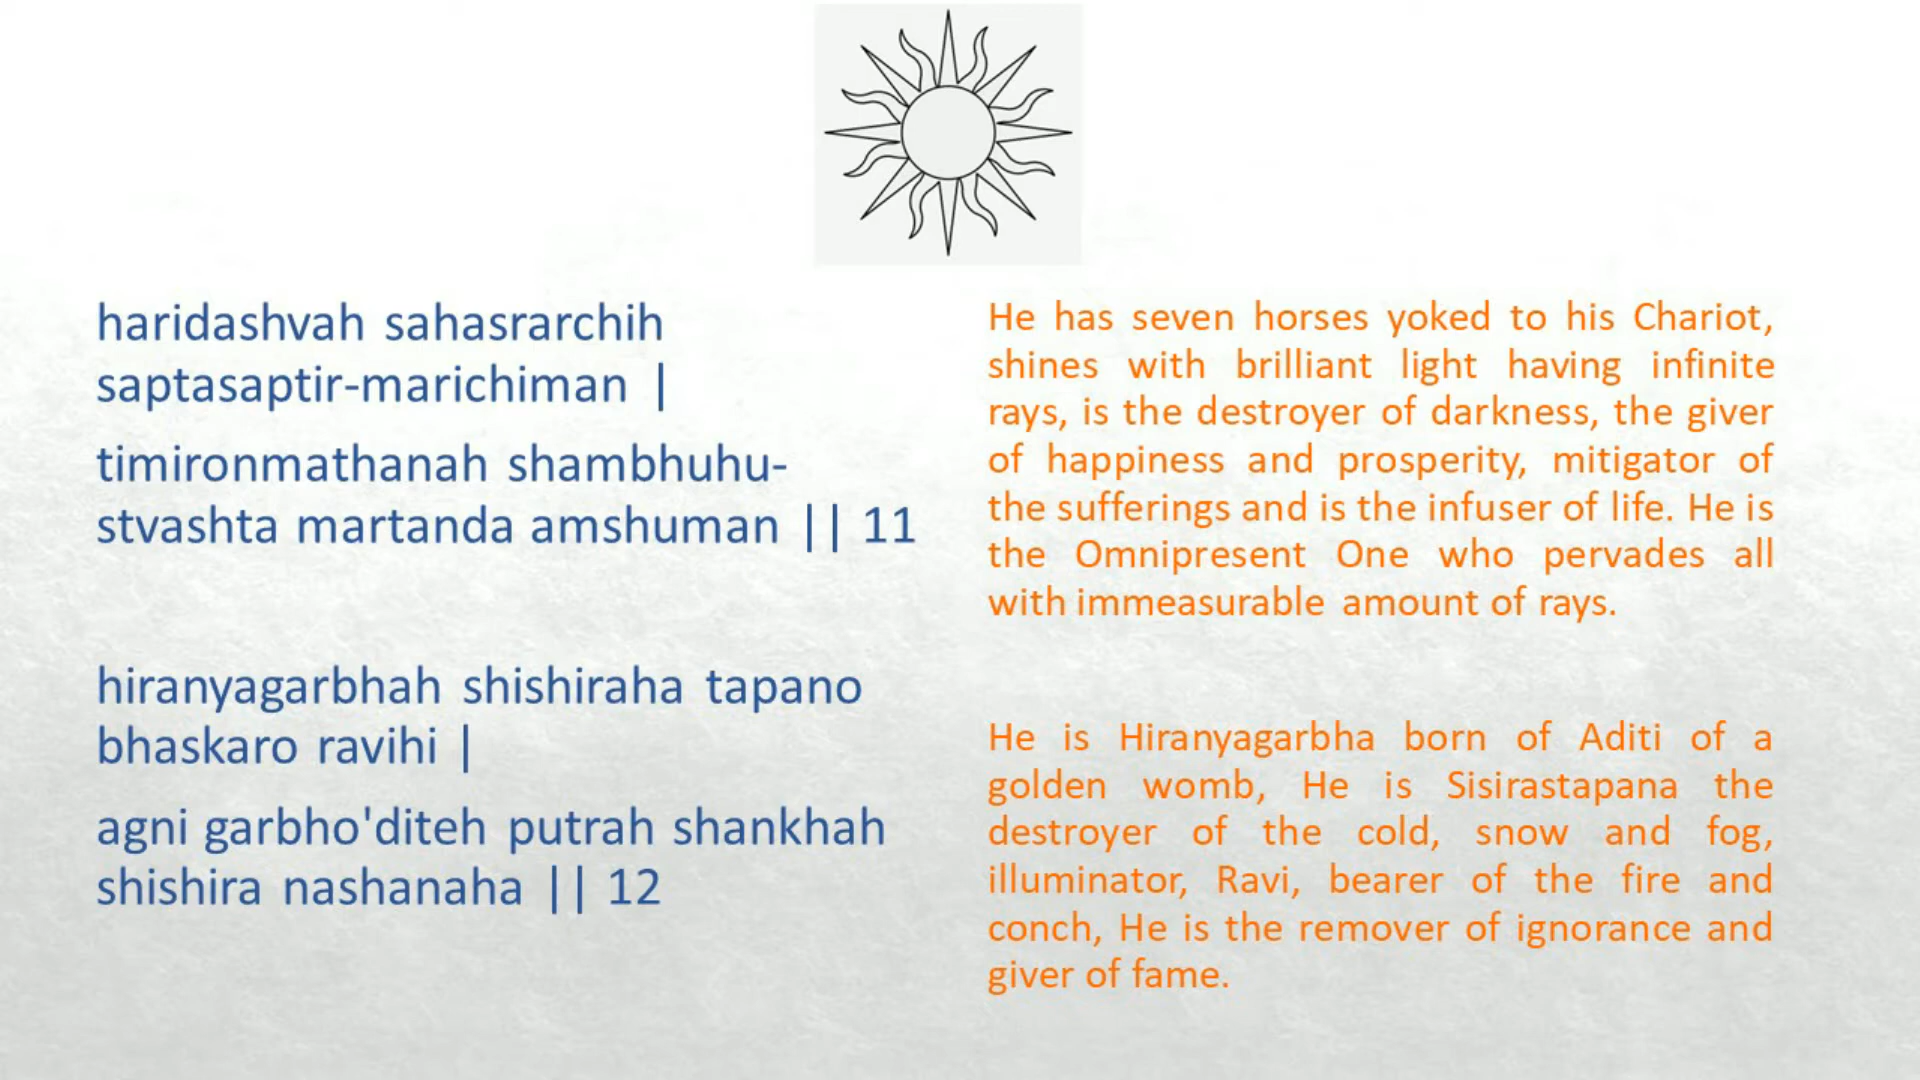 haridashvah sahasrarchih
saptasaptir-marichiman |
timironmathanah shambhuhu-
stvashta martanda amshuman || 11
hiranyagarbhah shishiraha tapano
bhaskaro ravihi |
agni garbho'diteh putrah shankhah
shishira nashanaha || 12
He has seven horses yoked to his Chariot,
shines with brilliant light having infinite
rays, is the destroyer of darkness, the giver
of happiness and prosperity, mitigator of
the sufferings and is the infuser of life. He is
the Omnipresent One who pervades all
with immeasurable amount of rays.
He is Hiranyagarbha born of Aditi of a
golden womb, He is Sisirastapana the
destroyer of the cold, snow and fog,
illuminator, Ravi, bearer of the fire and
conch, He is the remover of ignorance and
giver of fame.